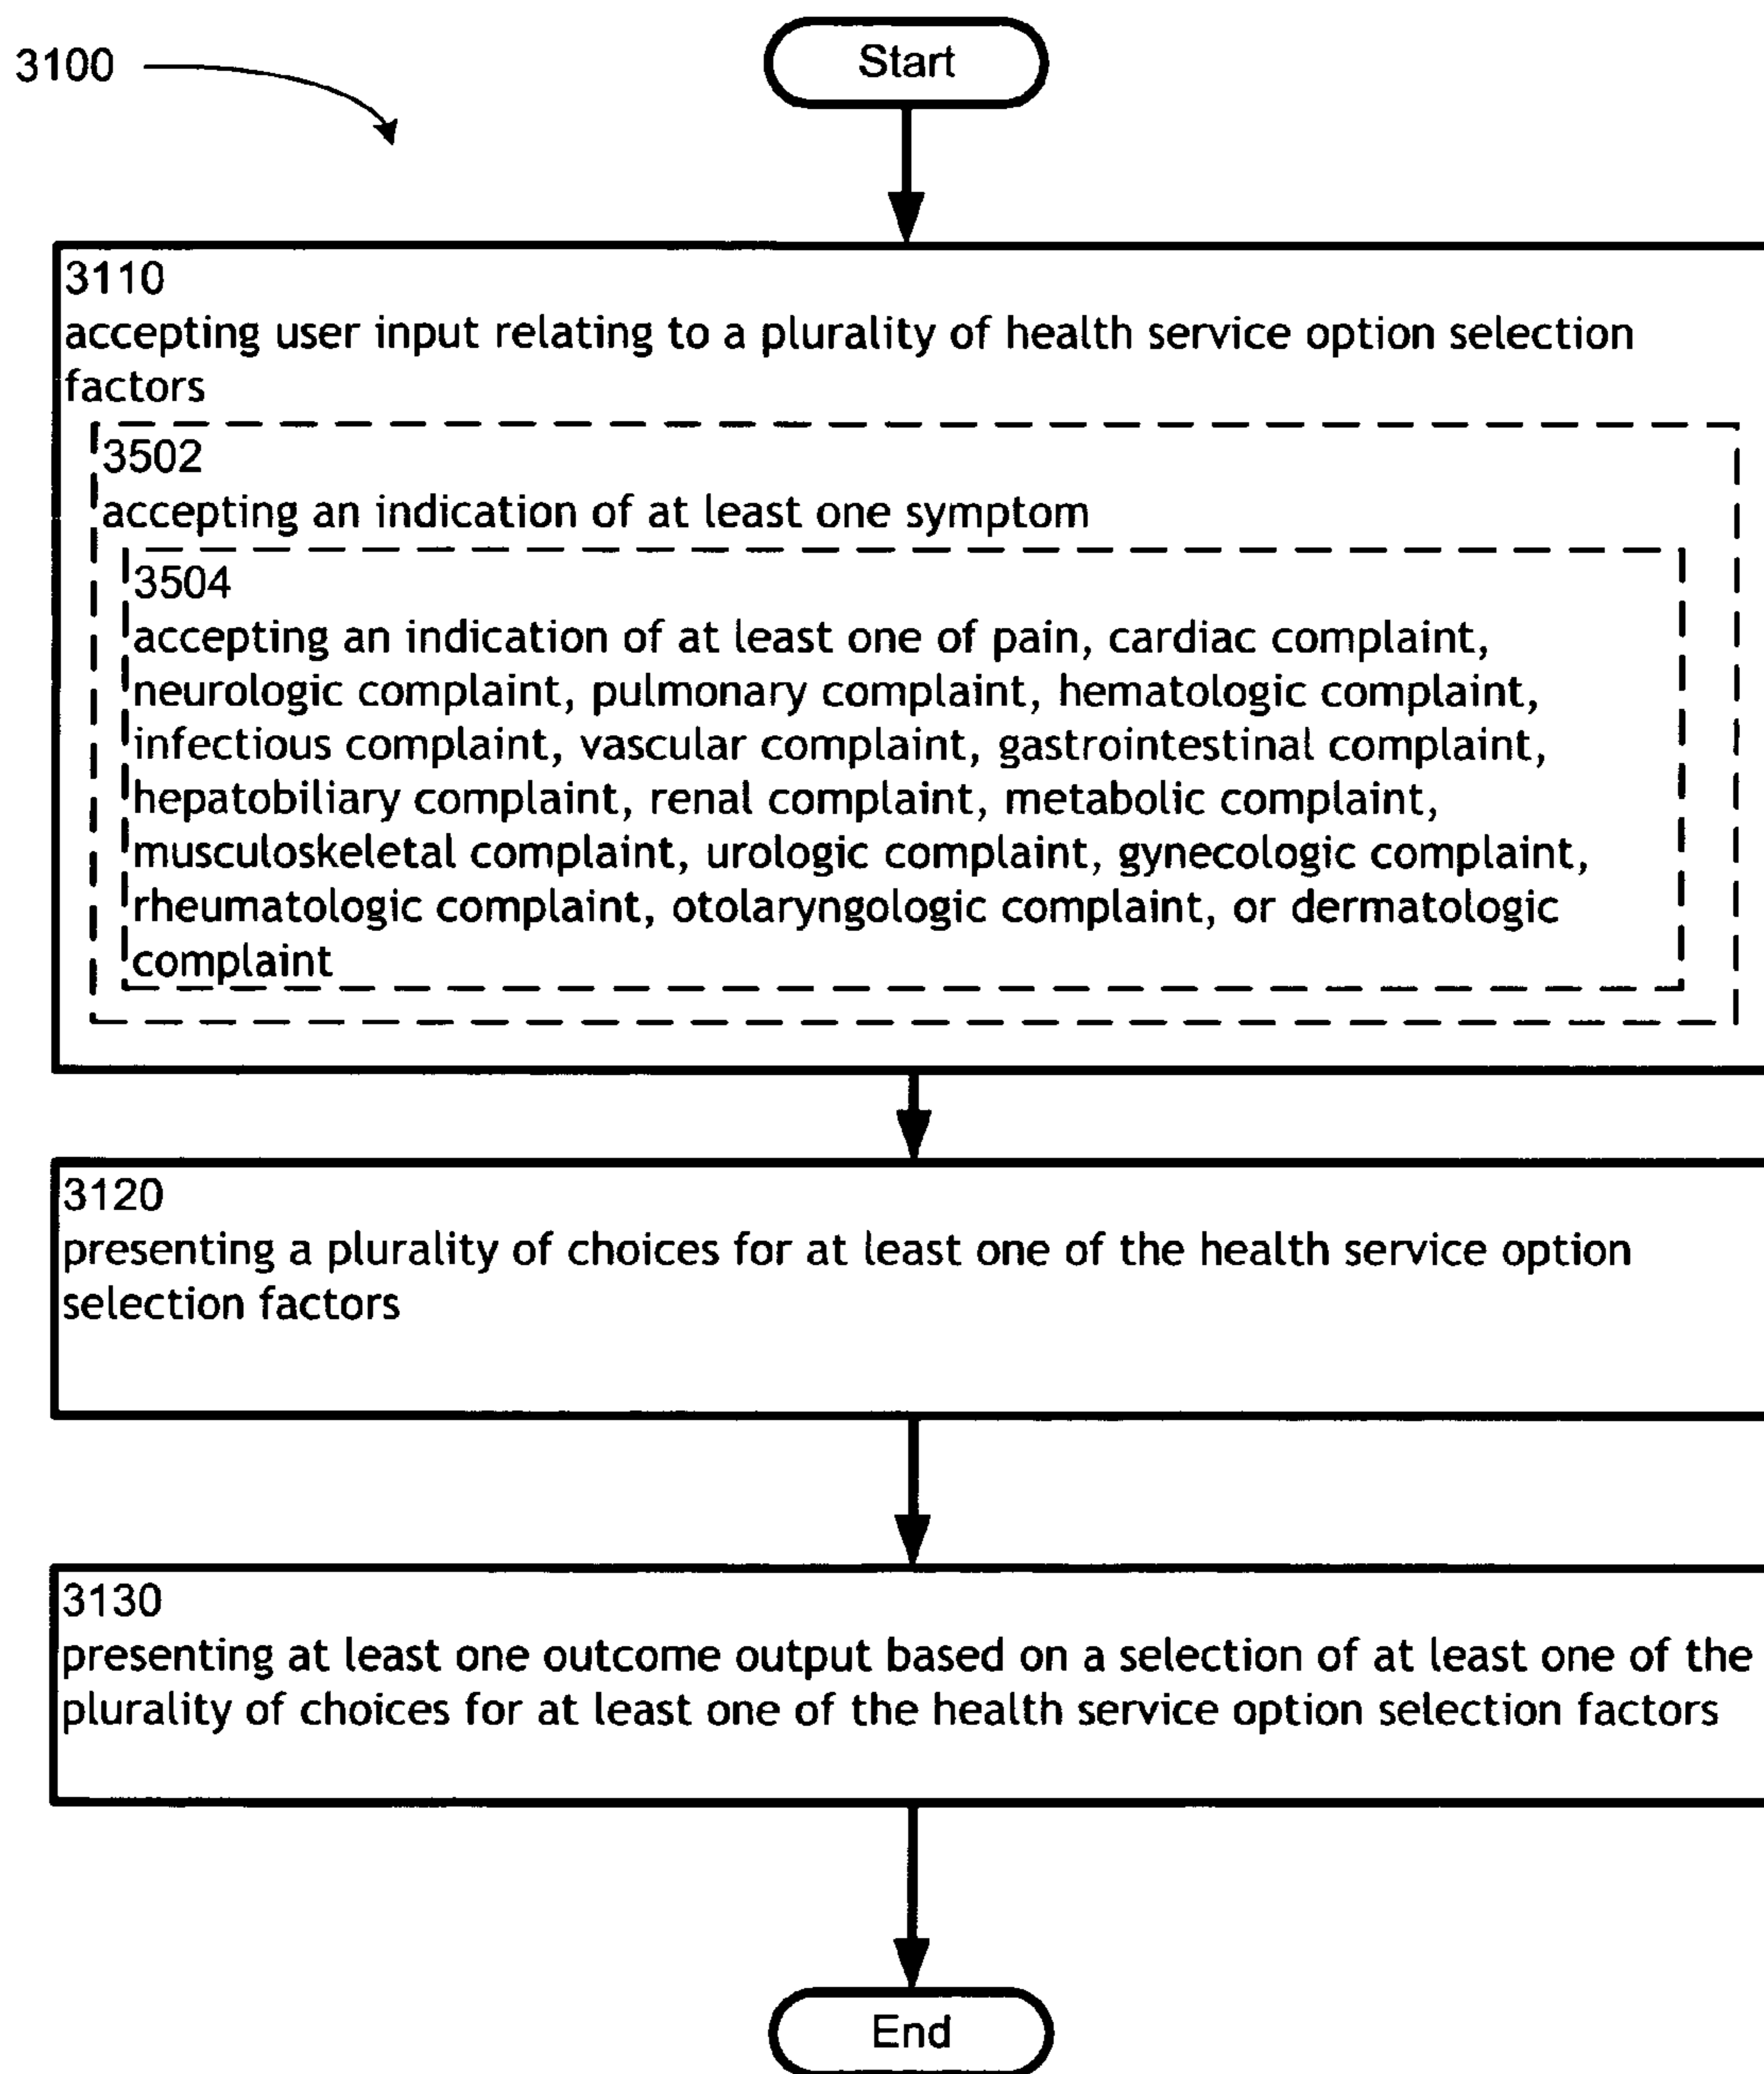 3100
Start
3110
accepting user input relating to a plurality of health service option selection
factors
3502
accepting an indication of at least one symptom
3504
accepting an indication of at least one of pain, cardiac complaint,
neurologic complaint, pulmonary complaint, hematologic complaint,
infectious complaint, vascular complaint, gastrointestinal complaint,
hepatobiliary complaint, renal complaint, metabolic complaint,
musculoskeletal complaint, urologic complaint, gynecologic complaint,
rheumatologic complaint, otolaryngologic complaint, or dermatologic
complaint
3120
presenting a plurality of choices for at least one of the health service option
selection factors
3130
presenting at least one outcome output based on a selection of at least one of the
plurality of choices for at least one of the health service option selection factors
End